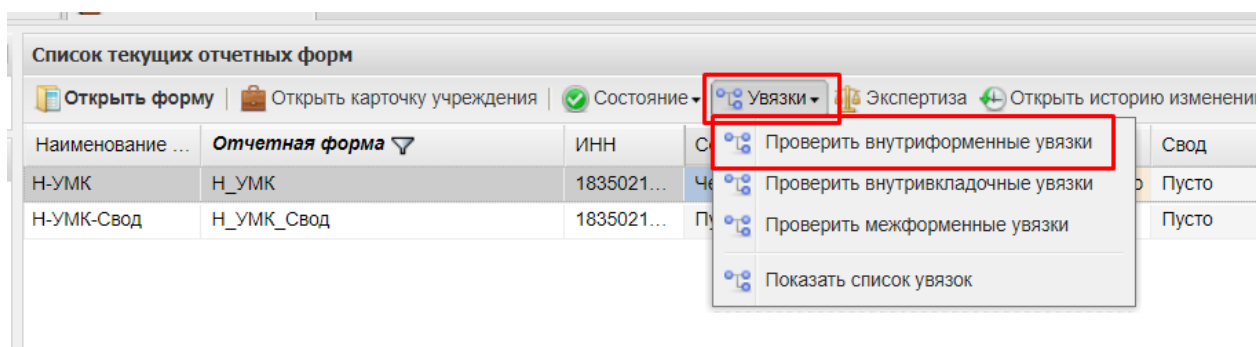 Список текущих отчетных форм
Открыть форму | Открыть карточку учреждения | Состояние Увязки Экспертиза Открыть историю изменени
Наименование ... Отчетная форма ИНН Свод
Проверить внутриформенные увязки
Н-УМК Н_УМК 1835021... Пусто
Проверить внутривкладочные увязки
Н-УМК-Свод Н_УМК_Свод 1835021... Пусто
Проверить межформенные увязки
Показать список увязок